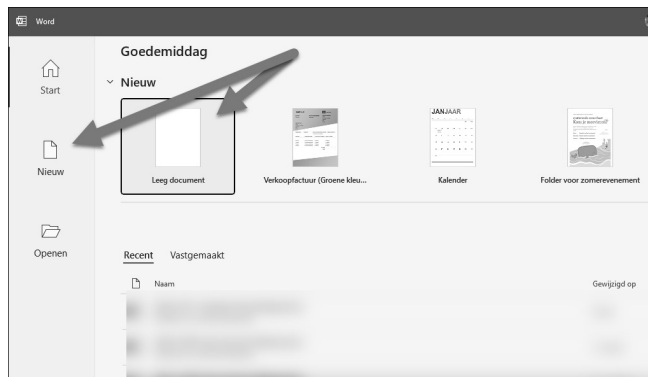 Word
Goedemiddag
Start
Nieuw
JANJAAR
Nieuw
Leeg document
Verkoopfactuur (Groene kleu...
Kalender
Folder voor zomerevenement
Openen
Recent Vastgemaakt
Naam
Gewijzigd op